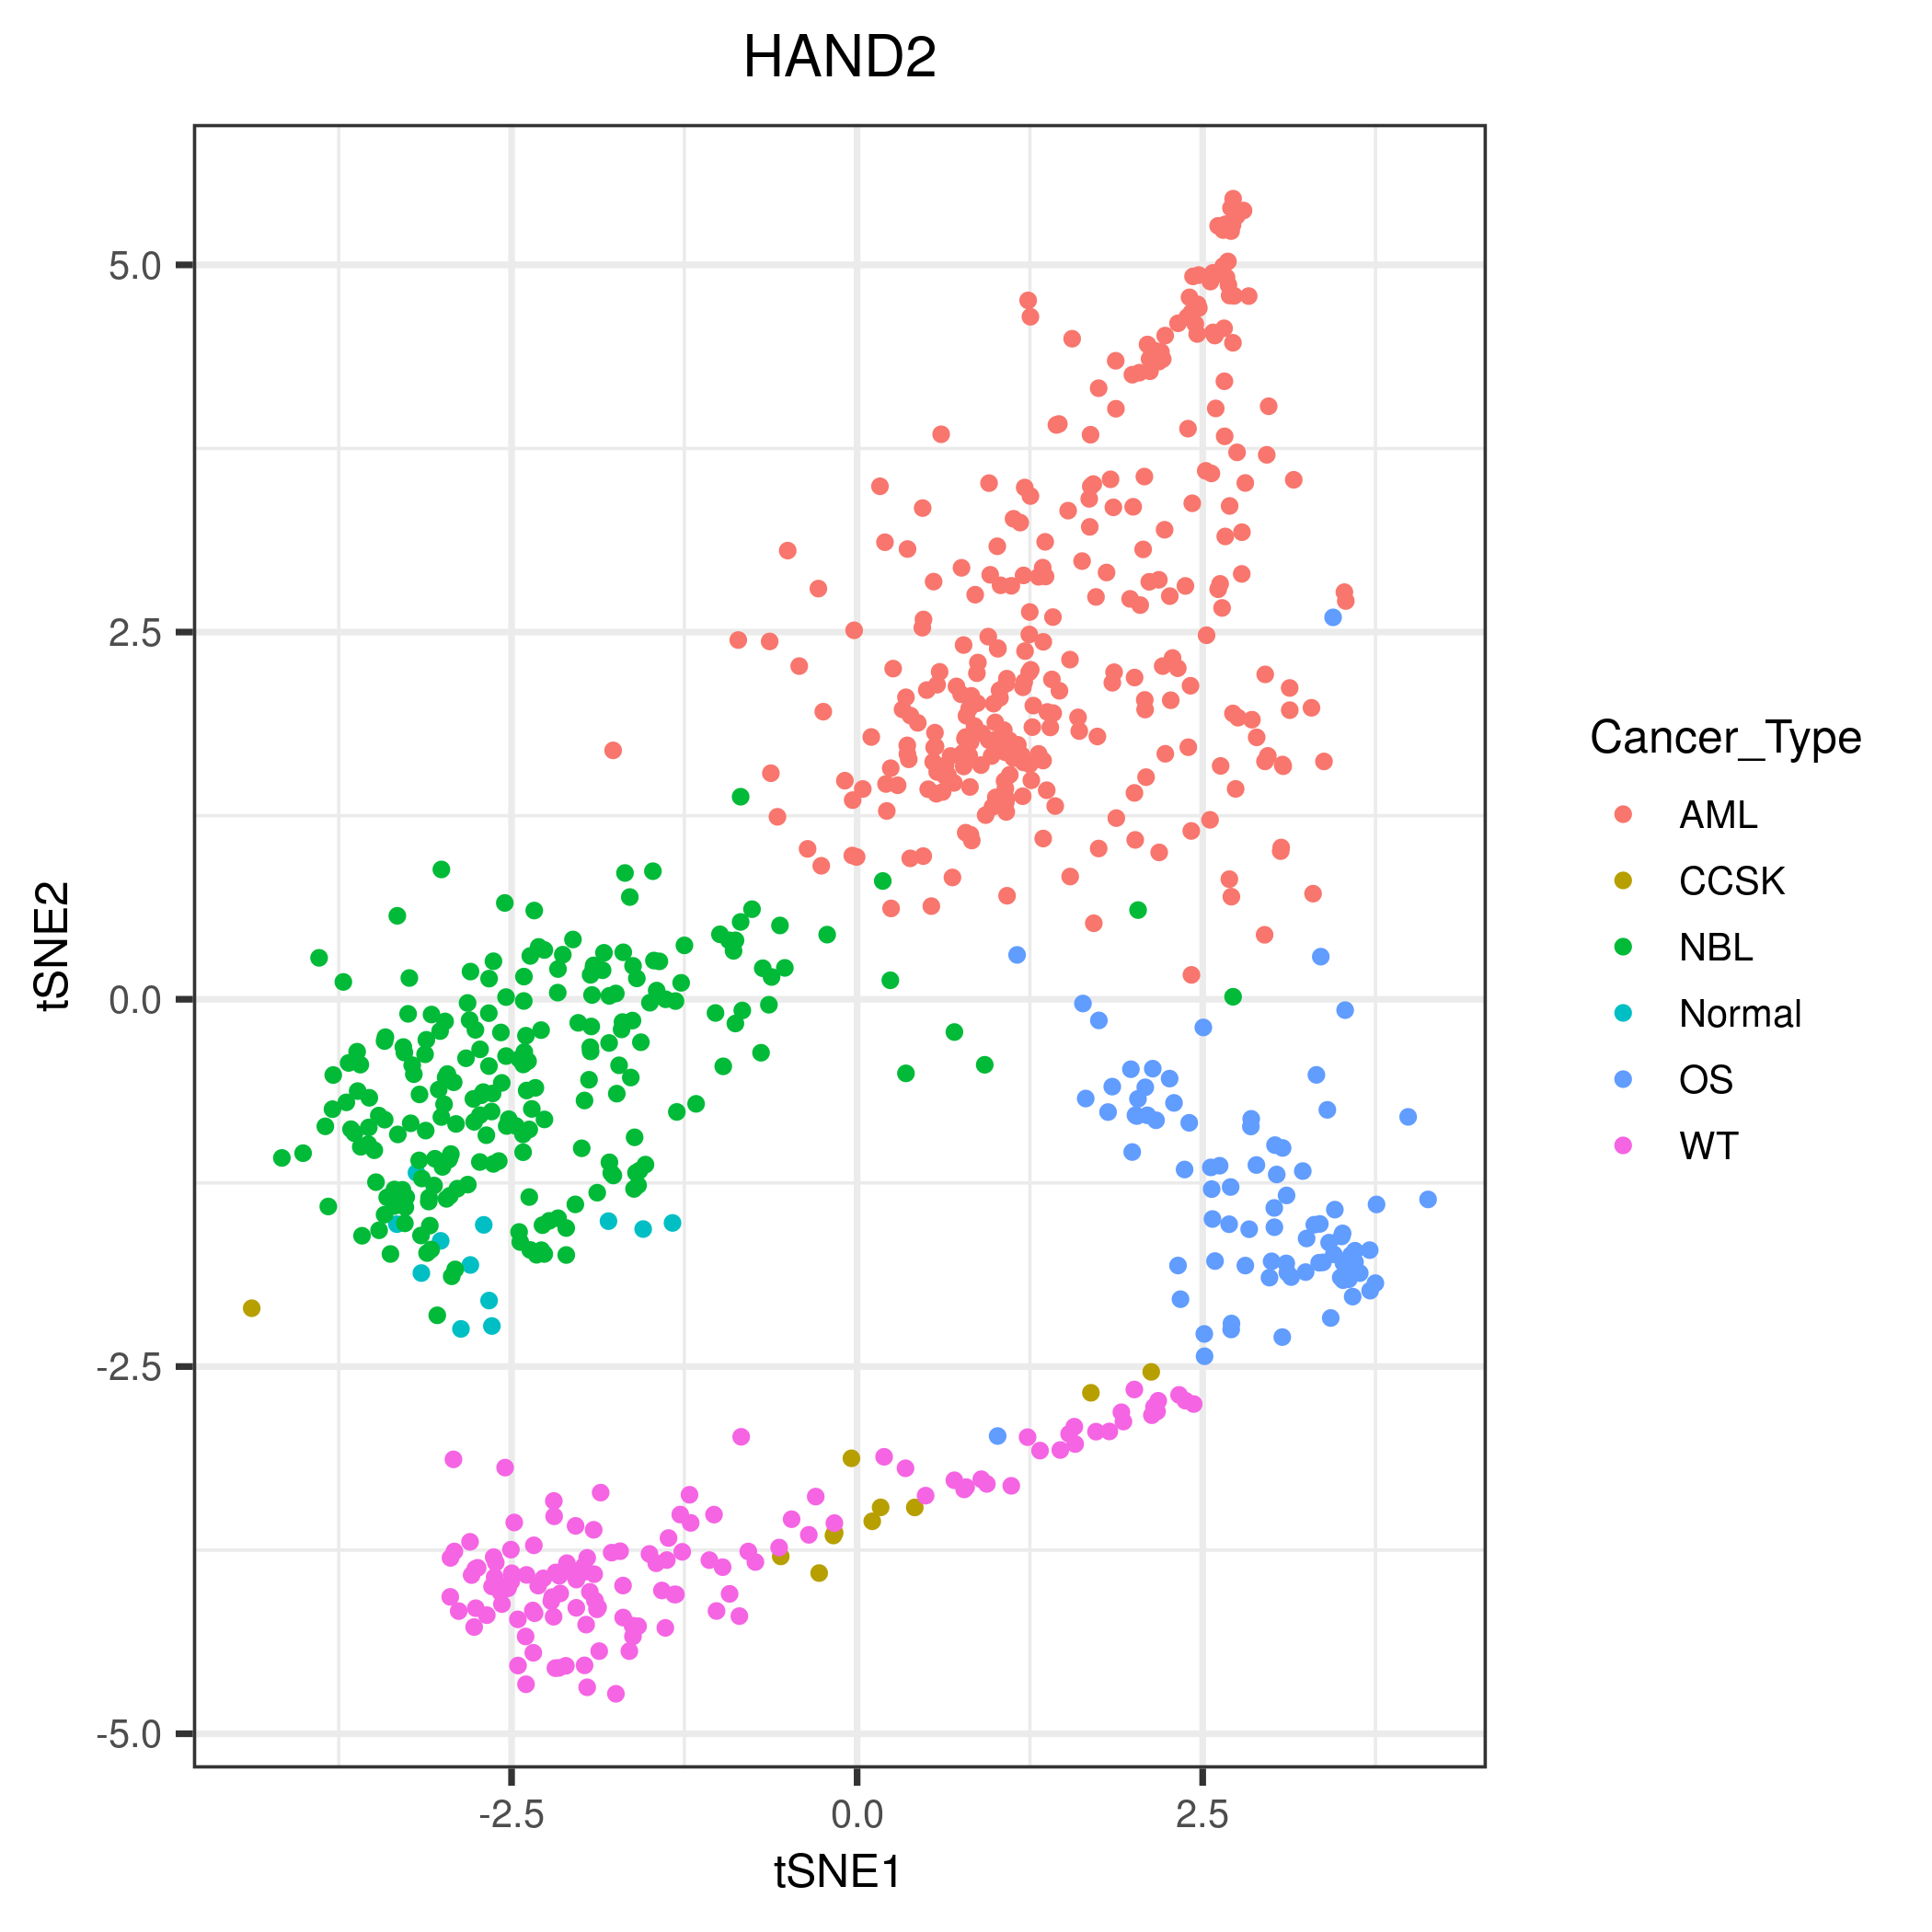 HAND2
5.0
2.5
0.0
-2.5
-5.0
tSNE2
-2.5
0.0
2.5
tSNE1
Cancer_Type
AML
CCSK
NBL
Normal
OS
WT